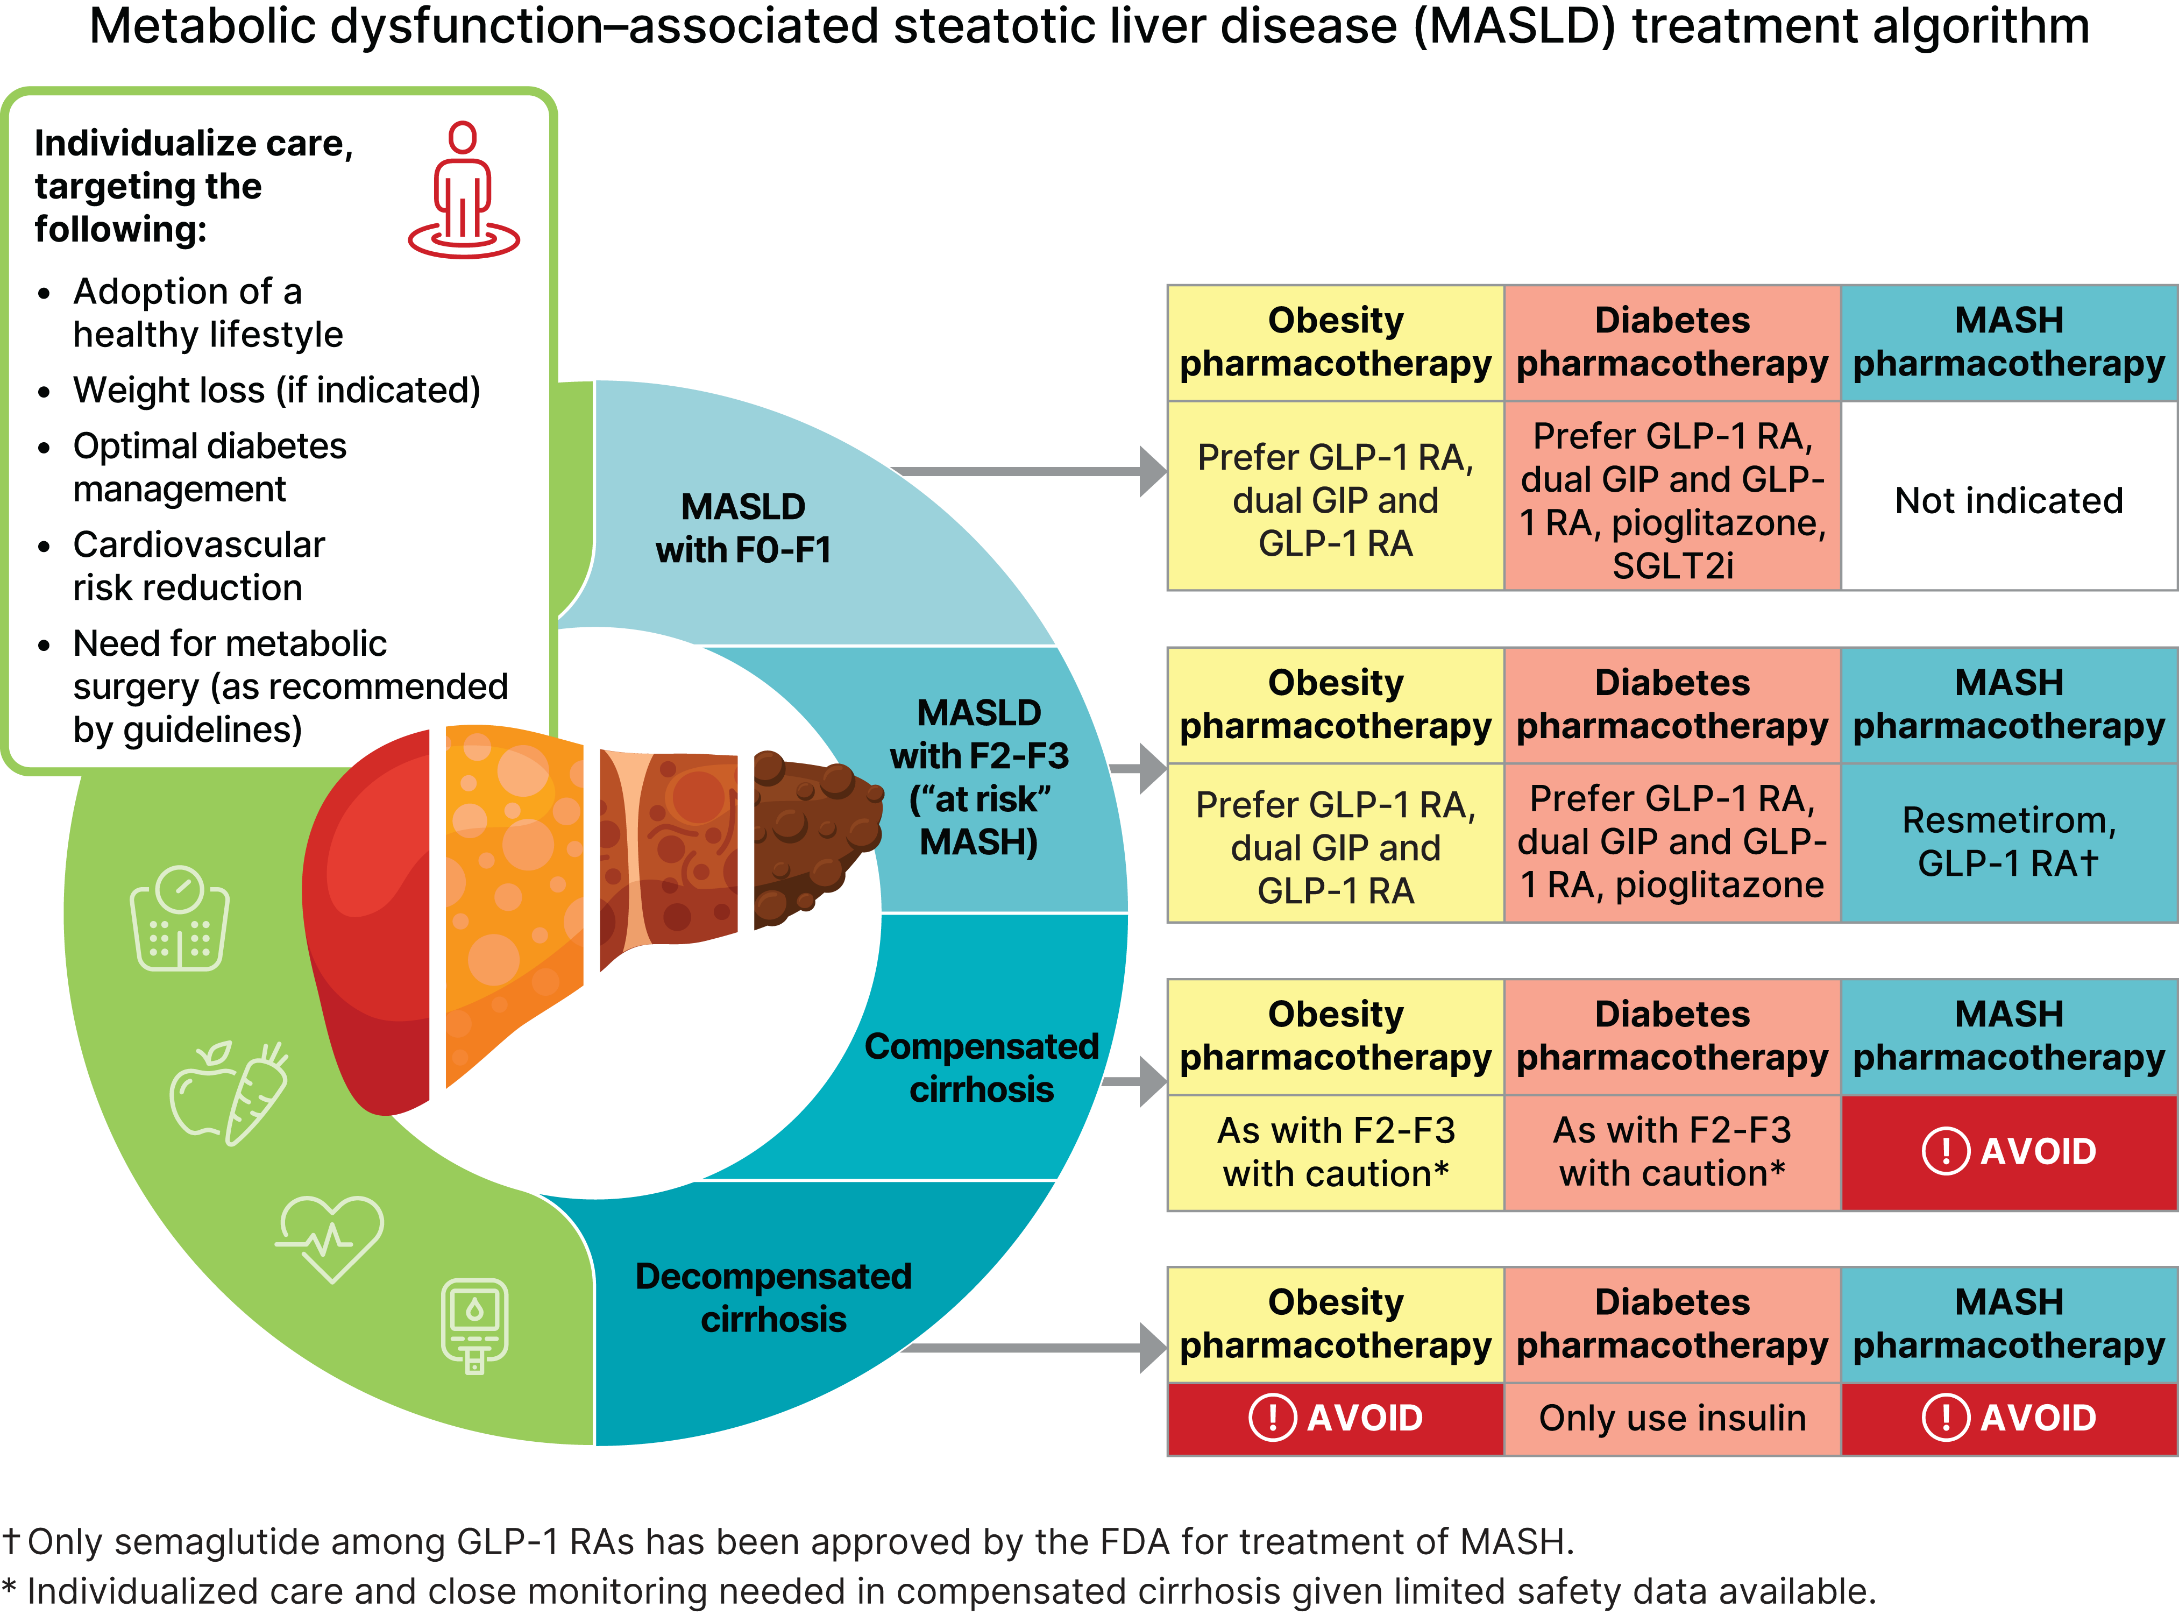 Metabolic dysfunction–associated steatotic liver disease (MASLD) treatment algorithm
Individualize care,
targeting the
following:
• Adoption of a
healthy lifestyle
• Weight loss (if indicated)
• Optimal diabetes
management
• Cardiovascular
risk reduction
• Need for metabolic
surgery (as recommended
by guidelines)
MASLD
with F0-F1
Obesity
pharmacotherapy
Diabetes
pharmacotherapy
MASH
pharmacotherapy
Prefer GLP-1 RA,
dual GIP and
GLP-1 RA
Prefer GLP-1 RA,
dual GIP and GLP-
1 RA, pioglitazone,
SGLT2i
Not indicated
MASLD
with F2-F3
(“at risk”
MASH)
Obesity
pharmacotherapy
Diabetes
pharmacotherapy
MASH
pharmacotherapy
Prefer GLP-1 RA,
dual GIP and
GLP-1 RA
Prefer GLP-1 RA,
dual GIP and GLP-
1 RA, pioglitazone
Resmetirom,
GLP-1 RA†
Compensated
cirrhosis
Obesity
pharmacotherapy
Diabetes
pharmacotherapy
MASH
pharmacotherapy
As with F2-F3
with caution*
As with F2-F3
with caution*
! AVOID
Decompensated
cirrhosis
Obesity
pharmacotherapy
Diabetes
pharmacotherapy
MASH
pharmacotherapy
! AVOID
Only use insulin
! AVOID
† Only semaglutide among GLP-1 RAs has been approved by the FDA for treatment of MASH.
* Individualized care and close monitoring needed in compensated cirrhosis given limited safety data available.